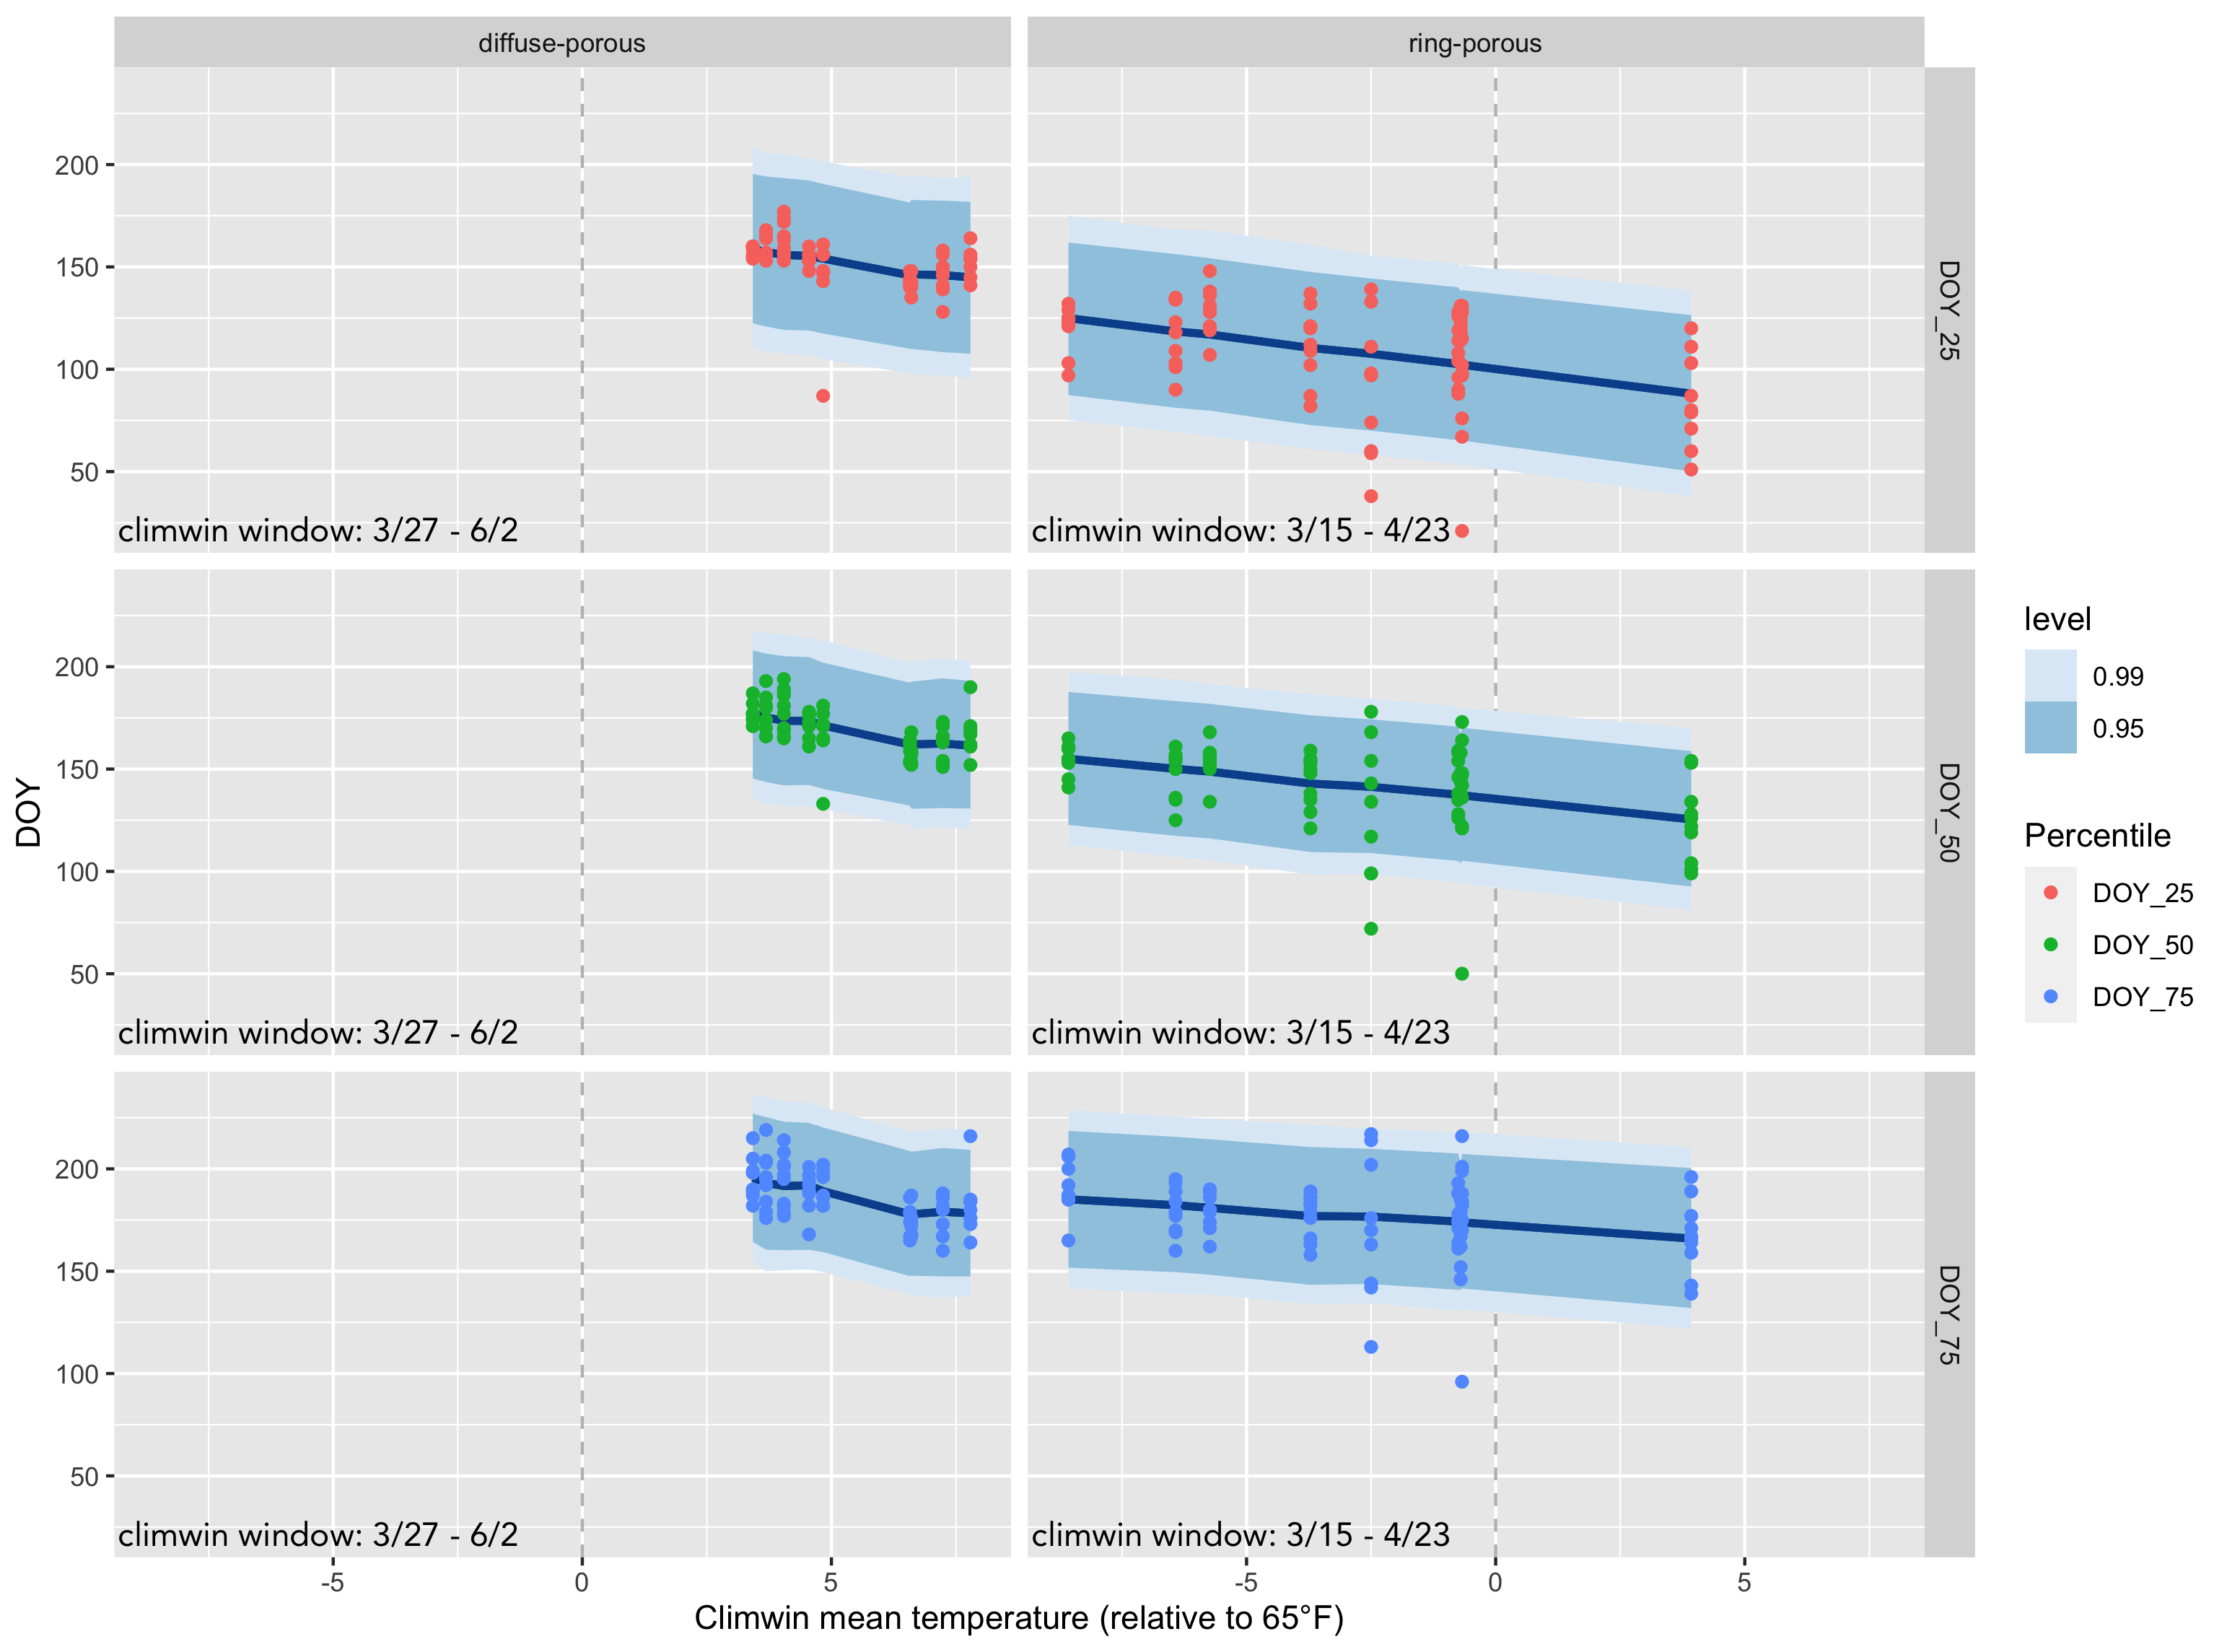 diffuse-porous
ring-porous
200
150
100
50
climwin window: 3/27 - 6/2
climwin window: 3/15 - 4/23
DOY_25
200
150
100
50
climwin window: 3/27 - 6/2
climwin window: 3/15 - 4/23
DOY_50
200
150
100
50
climwin window: 3/27 - 6/2
climwin window: 3/15 - 4/23
DOY_75
-5
0
5
-5
0
5
Climwin mean temperature (relative to 65°F)
DOY
level
0.99
0.95
Percentile
DOY_25
DOY_50
DOY_75